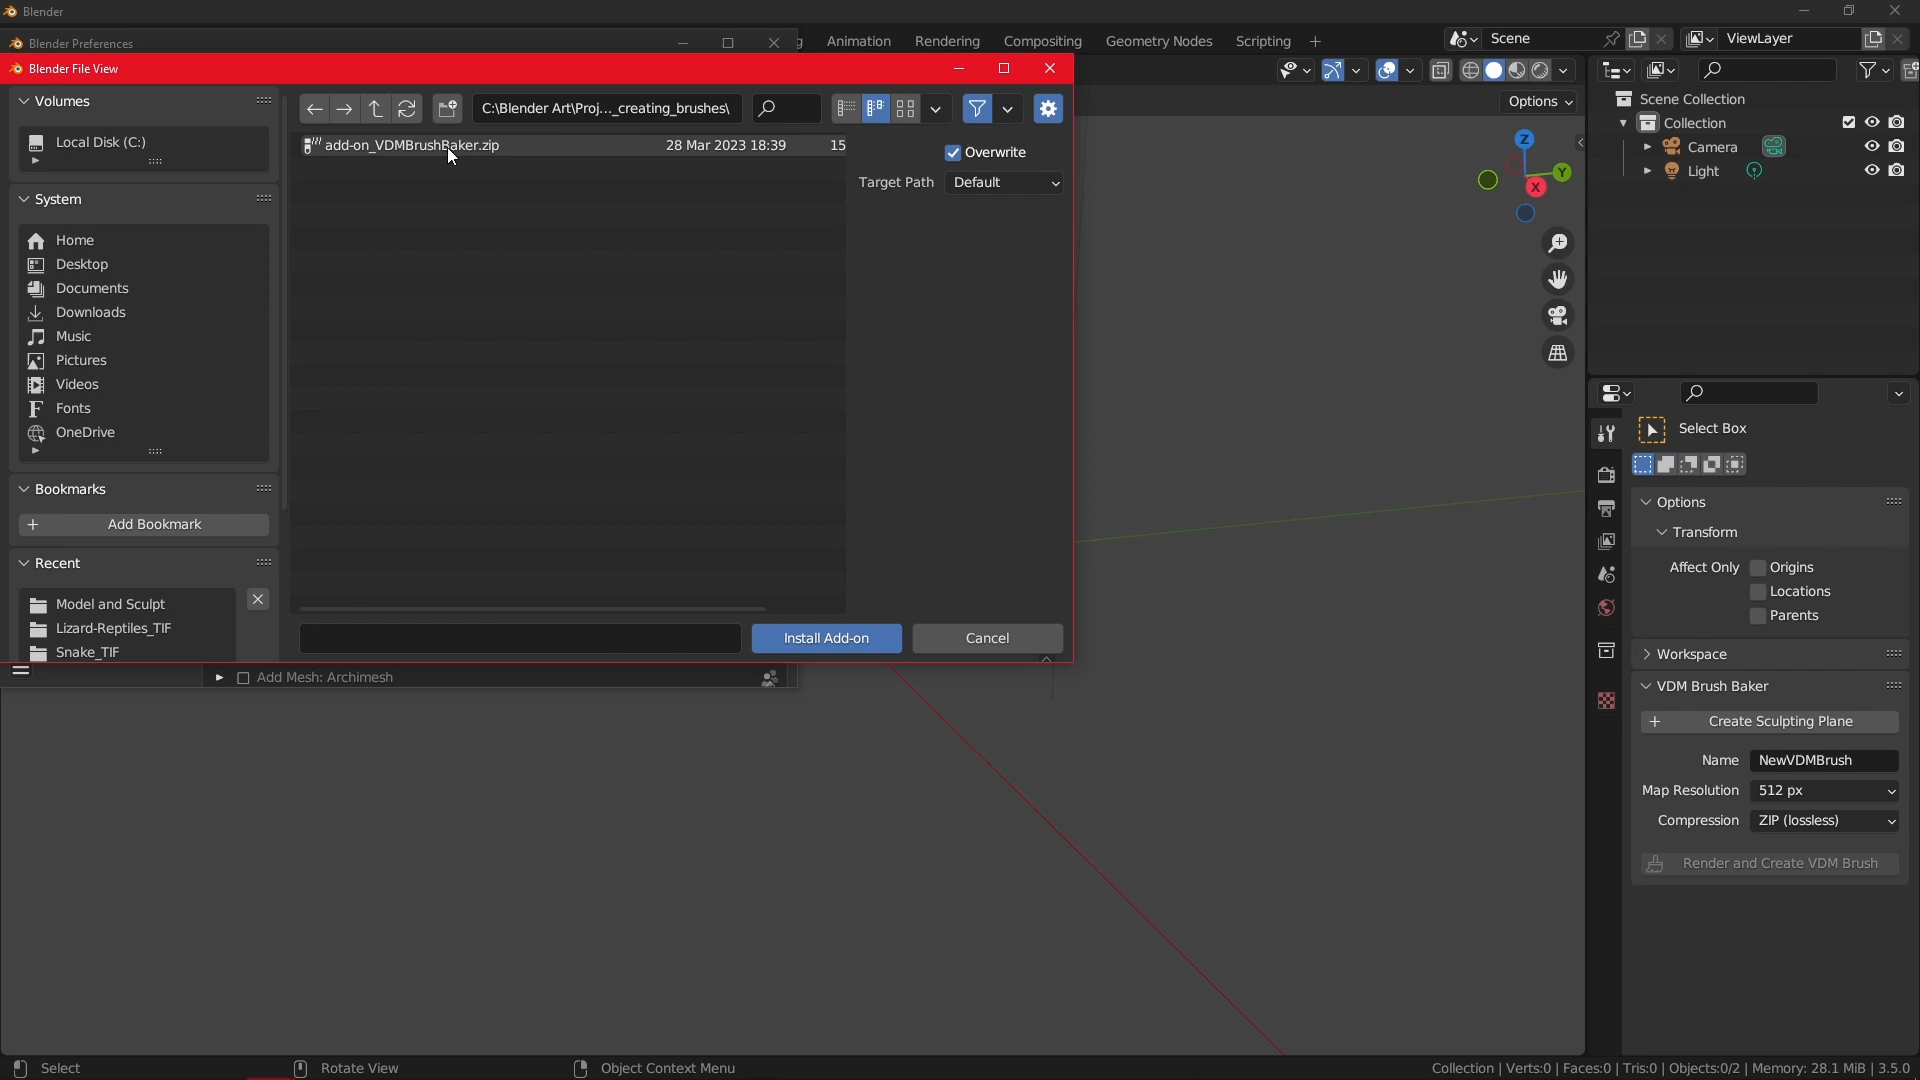 Blender
Blender Preferences
g Animation Rendering Compositing Geometry Nodes Scripting
Scene
ViewLayer
Blender File View
Options
Volumes
Local Disk (C:)
System
Home
Desktop
Documents
Downloads
Music
Pictures
Videos
Fonts
OneDrive
Bookmarks
Add Bookmark
Recent
Model and Sculpt
Lizard-Reptiles_TIF
Snake_TIF
C:\Blender Art\Proj..._creating_brushes\
add-on_VDMBrushBaker.zip 28 Mar 2023 18:39 15
Overwrite
Target Path Default
Install Add-on Cancel
Add Mesh: Archimesh
Z
Y
X
Scene Collection
Collection
Camera
Light
Select Box
Options
Transform
Affect Only Origins
Locations
Parents
Workspace
VDM Brush Baker
Create Sculpting Plane
Name NewVDMBrush
Map Resolution 512 px
Compression ZIP (lossless)
Render and Create VDM Brush
Select Rotate View Object Context Menu
Collection | Verts:0 | Faces:0 | Tris:0 | Objects:0/2 | Memory: 28.1 MiB | 3.5.0